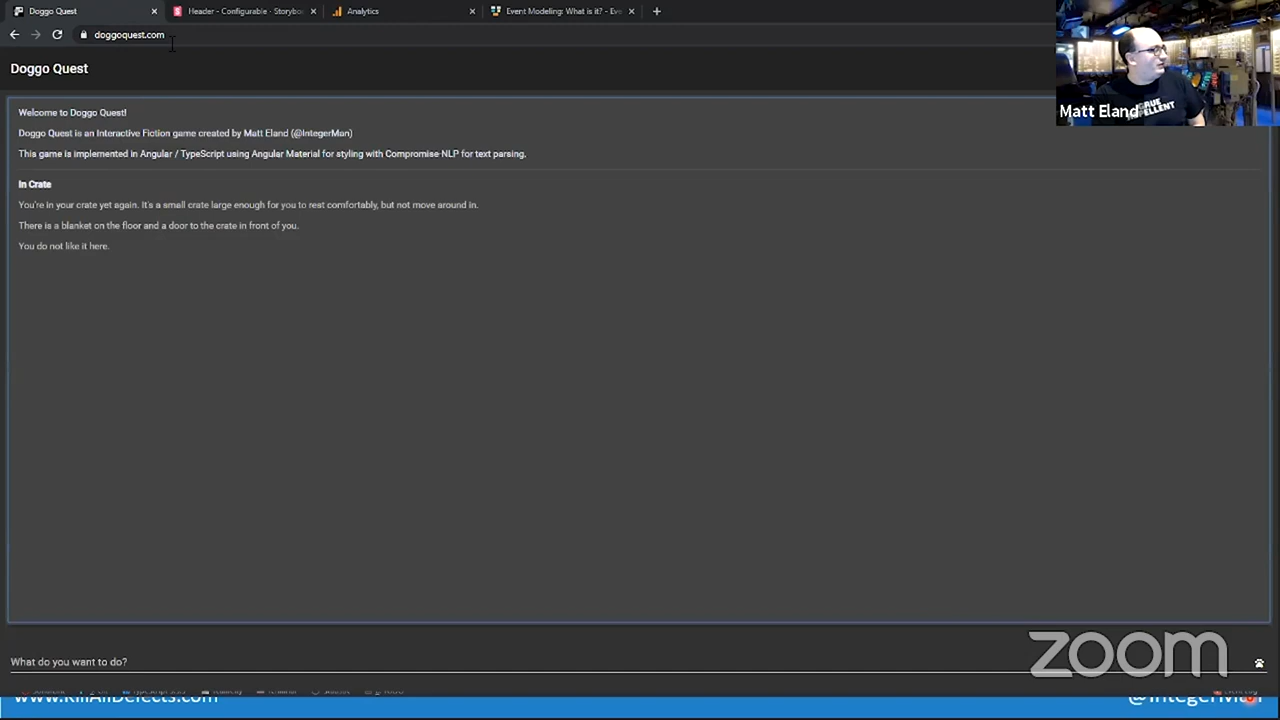 Doggo Quest
Header - Configurable · Storyboo
Analytics
Event Modeling: What is it? - Eve
doggoquest.com
Doggo Quest
Matt Eland
Welcome to Doggo Quest!
Doggo Quest is an Interactive Fiction game created by Matt Eland (@IntegerMan)
This game is implemented in Angular / TypeScript using Angular Material for styling with Compromise-NLP for text parsing.
In Crate
You're in your crate yet again. It's a small crate large enough for you to rest comfortably, but not move around in.
There is a blanket on the floor and a door to the crate in front of you.
You do not like it here.
zoom
What do you want to do?
Event Log
www.KillAllDefects.com
@IntegerMan